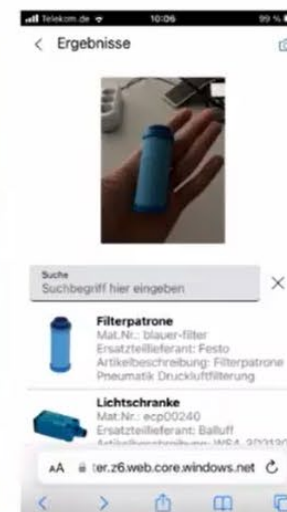 Telekom.de 10:06 99 %
Ergebnisse
Suche
Suchbegriff hier eingeben
Filterpatrone
Mat.Nr.: blauer-filter
Ersatzteillieferant: Festo
Artikelbeschreibung: Filterpatrone
Pneumatik Druckluftfilterung
Lichtschranke
Mat.Nr.: ecp00240
Ersatzteillieferant: Balluff
AA ter.z6.web.core.windows.net